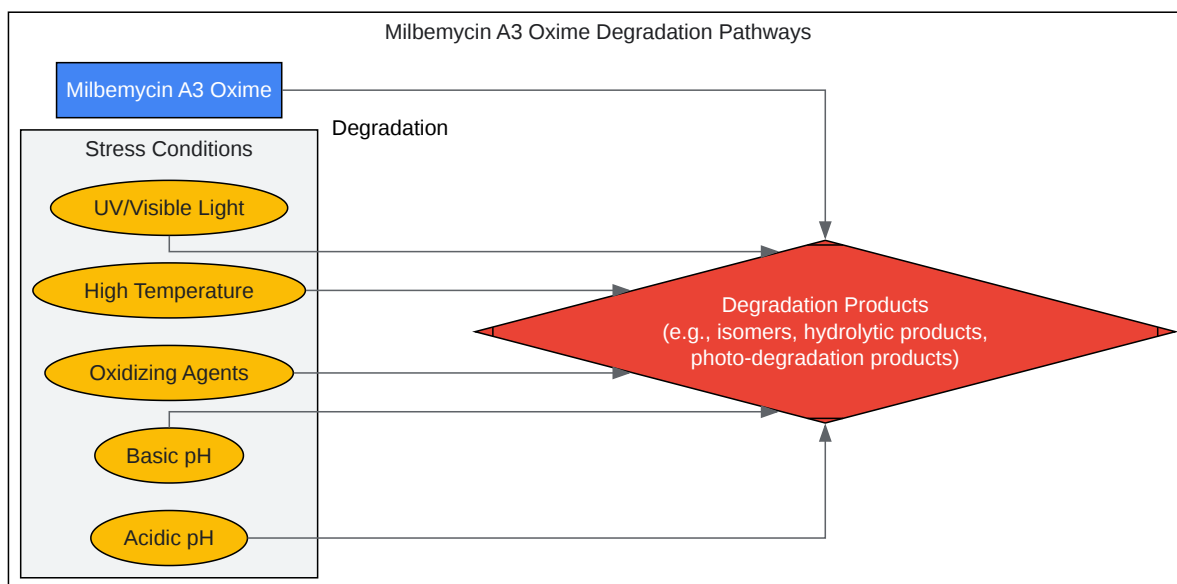 Milbemycin A3 Oxime Degradation Pathways
Milbemycin A3 Oxime
Degradation
Stress Conditions
UV/Visible Light
High Temperature
Oxidizing Agents
Basic pH
Acidic pH
Degradation Products
(e.g., isomers, hydrolytic products,
photo-degradation products)